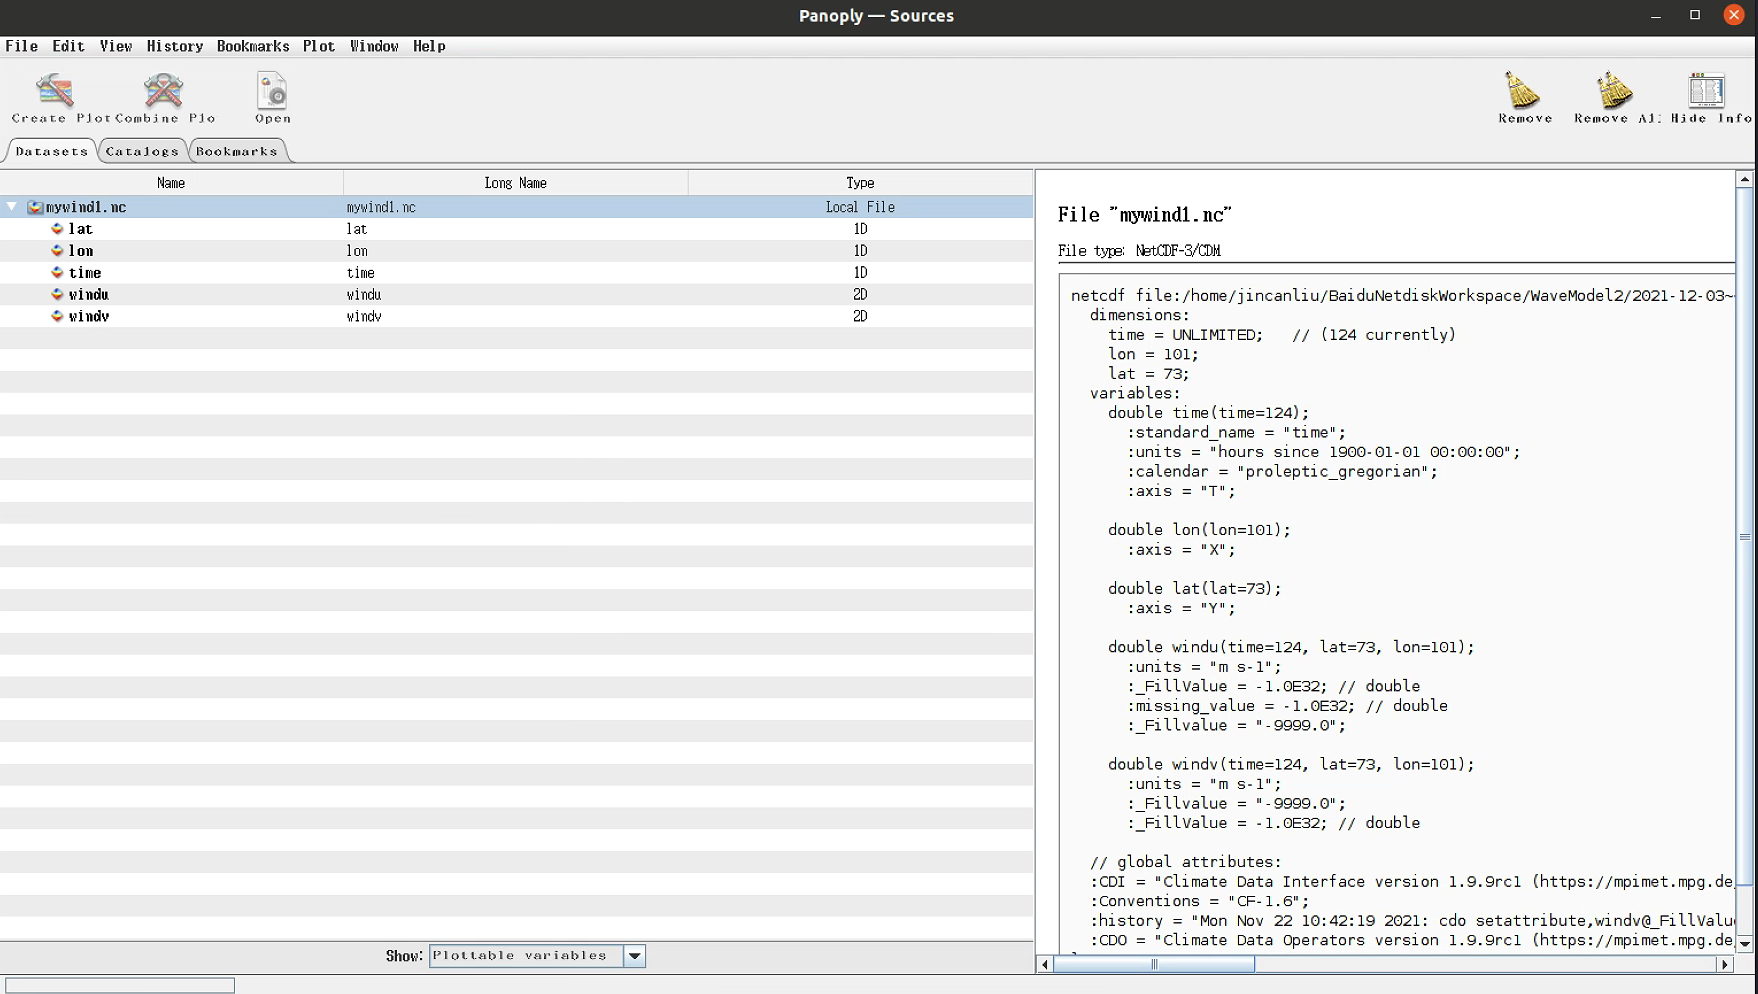 Panoply — Sources
File Edit View History Bookmarks Plot Window Help
Create Plot Combine Plo Open Remove Remove Al Hide Info
Datasets Catalogs Bookmarks
Name Long Name Type
mywind1.nc mywind1.nc Local File
lat lat 1D
lon lon 1D
time time 1D
windu windu 2D
windv windv 2D
Show: Plottable variables
File "mywind1.nc"
File type: NetCDF-3/CDM
netcdf file:/home/jincanliu/BaiduNetdiskWorkspace/WaveModel2/2021-12-03~
dimensions:
time = UNLIMITED;   // (124 currently)
lon = 101;
lat = 73;
variables:
double time(time=124);
:standard_name = "time";
:units = "hours since 1900-01-01 00:00:00";
:calendar = "proleptic_gregorian";
:axis = "T";
double lon(lon=101);
:axis = "X";
double lat(lat=73);
:axis = "Y";
double windu(time=124, lat=73, lon=101);
:units = "m s-1";
:_FillValue = -1.0E32; // double
:missing_value = -1.0E32; // double
:_Fillvalue = "-9999.0";
double windv(time=124, lat=73, lon=101);
:units = "m s-1";
:_Fillvalue = "-9999.0";
:_FillValue = -1.0E32; // double
// global attributes:
:CDI = "Climate Data Interface version 1.9.9rc1 (https://mpimet.mpg.de
:Conventions = "CF-1.6";
:history = "Mon Nov 22 10:42:19 2021: cdo setattribute,windv@_FillValu
:CDO = "Climate Data Operators version 1.9.9rc1 (https://mpimet.mpg.de